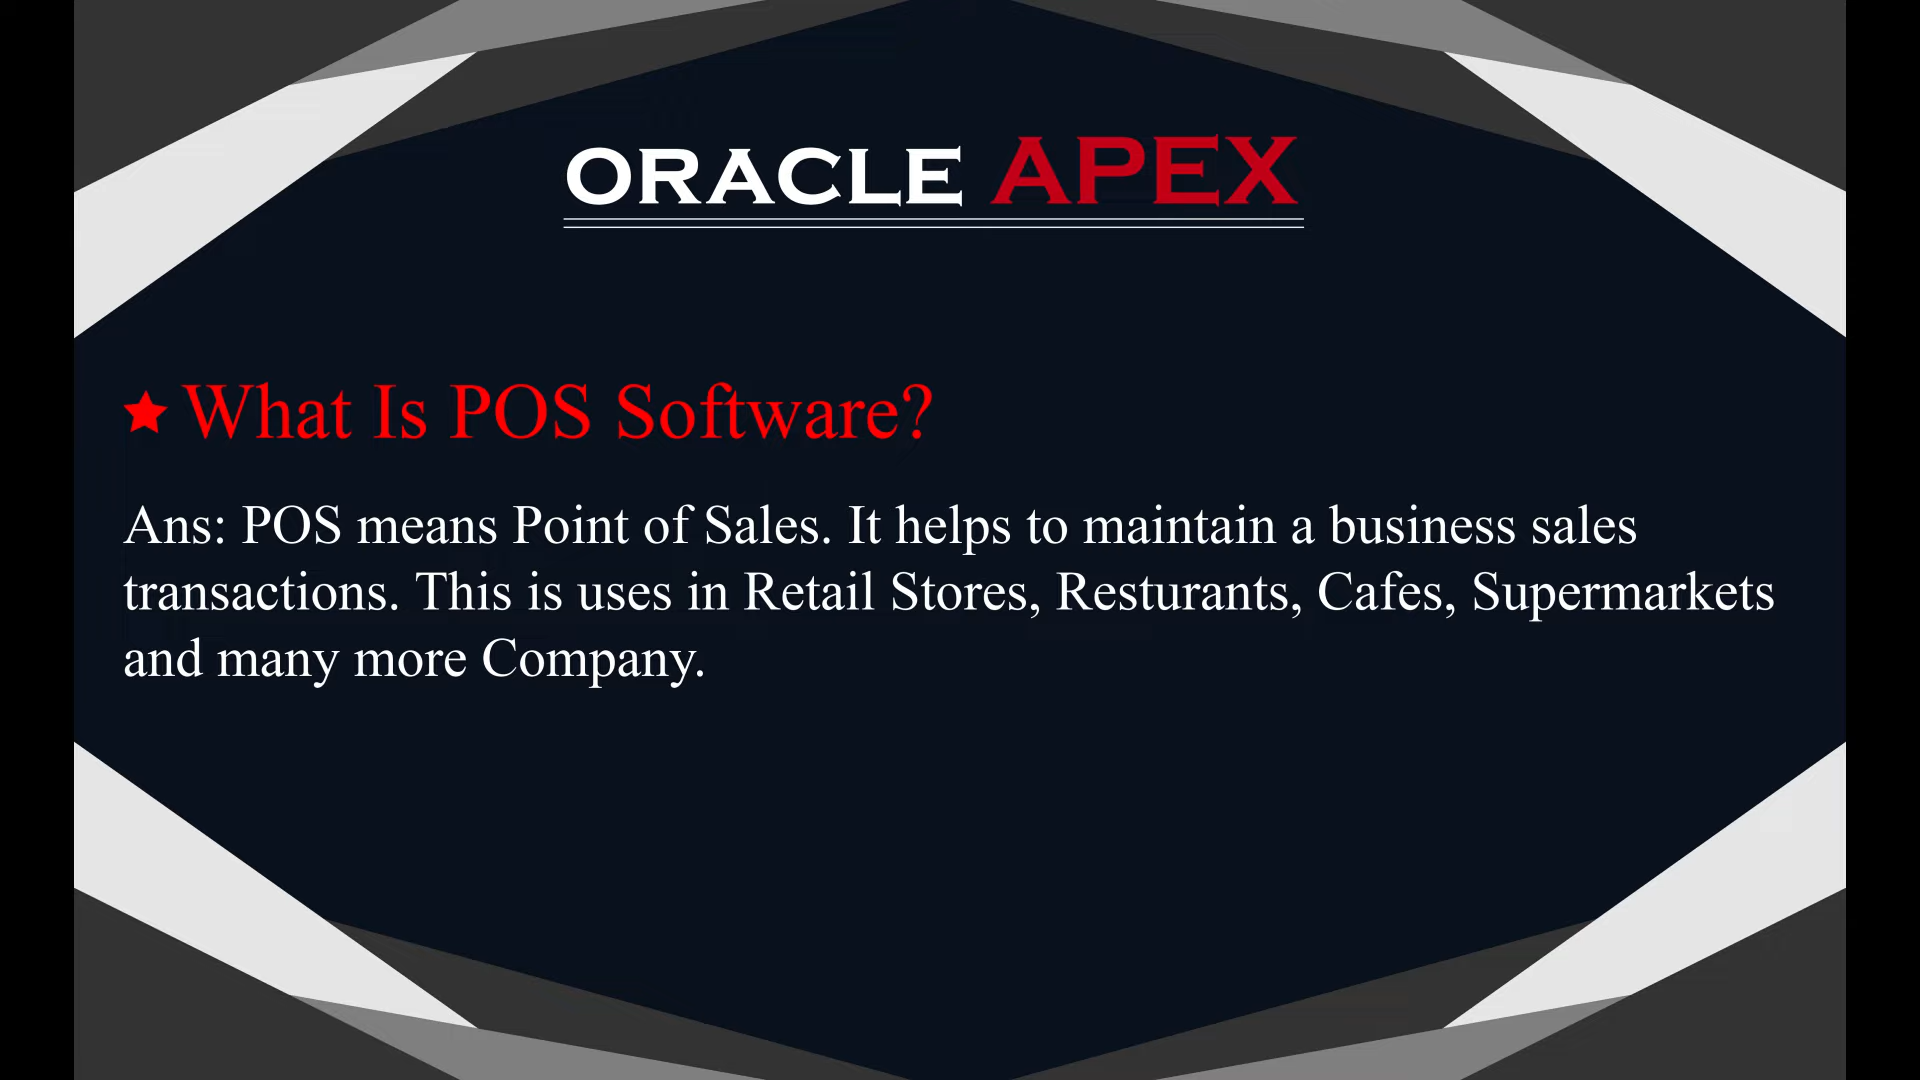 ORACLE APEX
What Is POS Software?
Ans: POS means Point of Sales. It helps to maintain a business sales
transactions. This is uses in Retail Stores, Resturants, Cafes, Supermarkets
and many more Company.